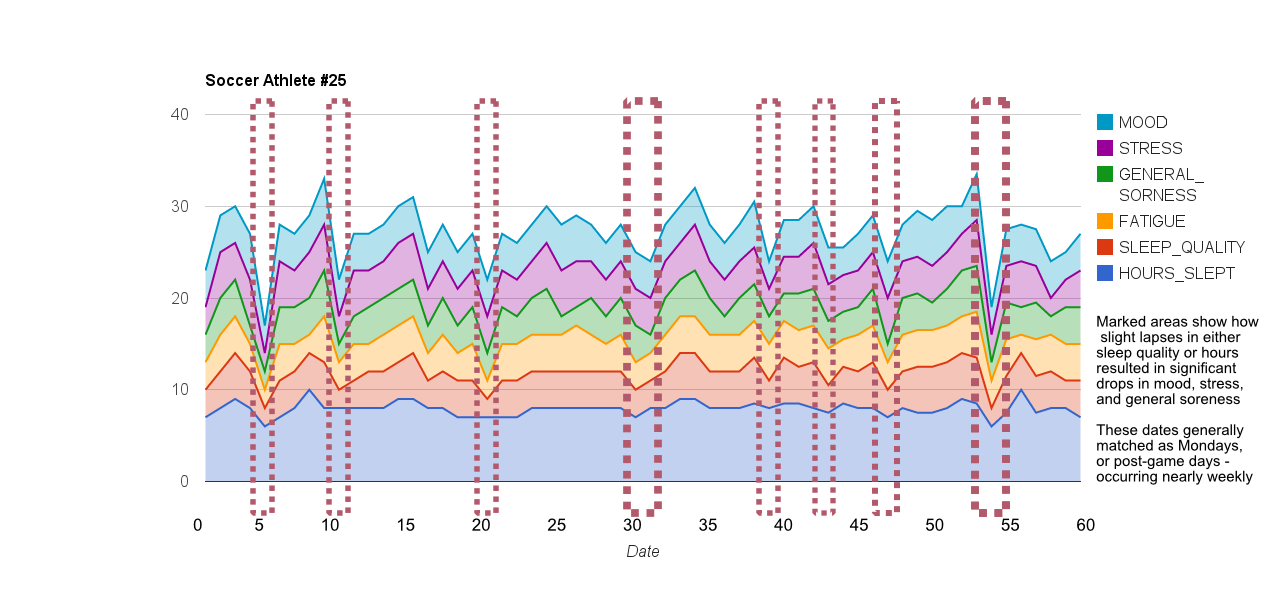 Soccer Athlete #25
40
30
20
10
0
0 5 10 15 20 25 30 35 40 45 50 55 60
Date
MOOD
STRESS
GENERAL_
SORNESS
FATIGUE
SLEEP_QUALITY
HOURS_SLEPT
Marked areas show how
slight lapses in either
sleep quality or hours
resulted in significant
drops in mood, stress,
and general soreness
These dates generally
matched as Mondays,
or post-game days -
occurring nearly weekly